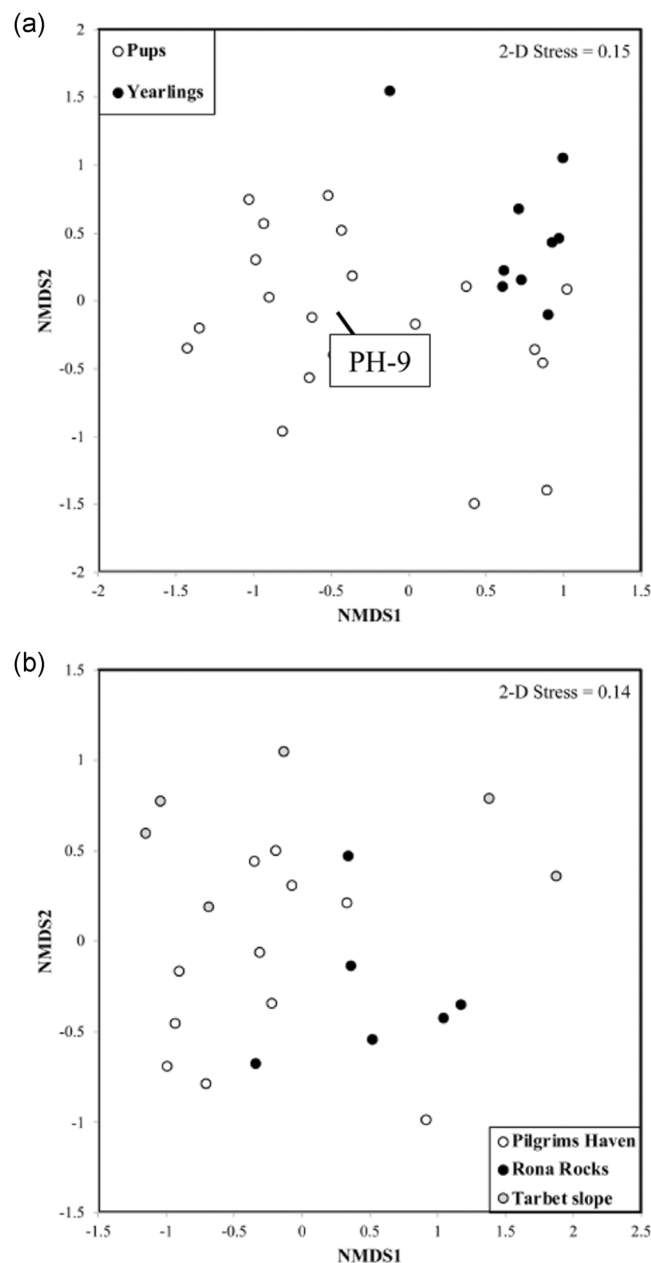 (a)
Pups
Yearlings
2-D Stress = 0.15
2
1.5
1
0.5
0
-0.5
-1
-1.5
-2
NMDS2
PH-9
-2
-1.5
-1
-0.5
0
0.5
1
1.5
NMDS1
(b)
2-D Stress = 0.14
1.5
1
0.5
0
-0.5
-1
-1.5
NMDS2
Pilgrims Haven
Rona Rocks
Tarbet slope
-1.5
-1
-0.5
0
0.5
1
1.5
2
2.5
NMDS1